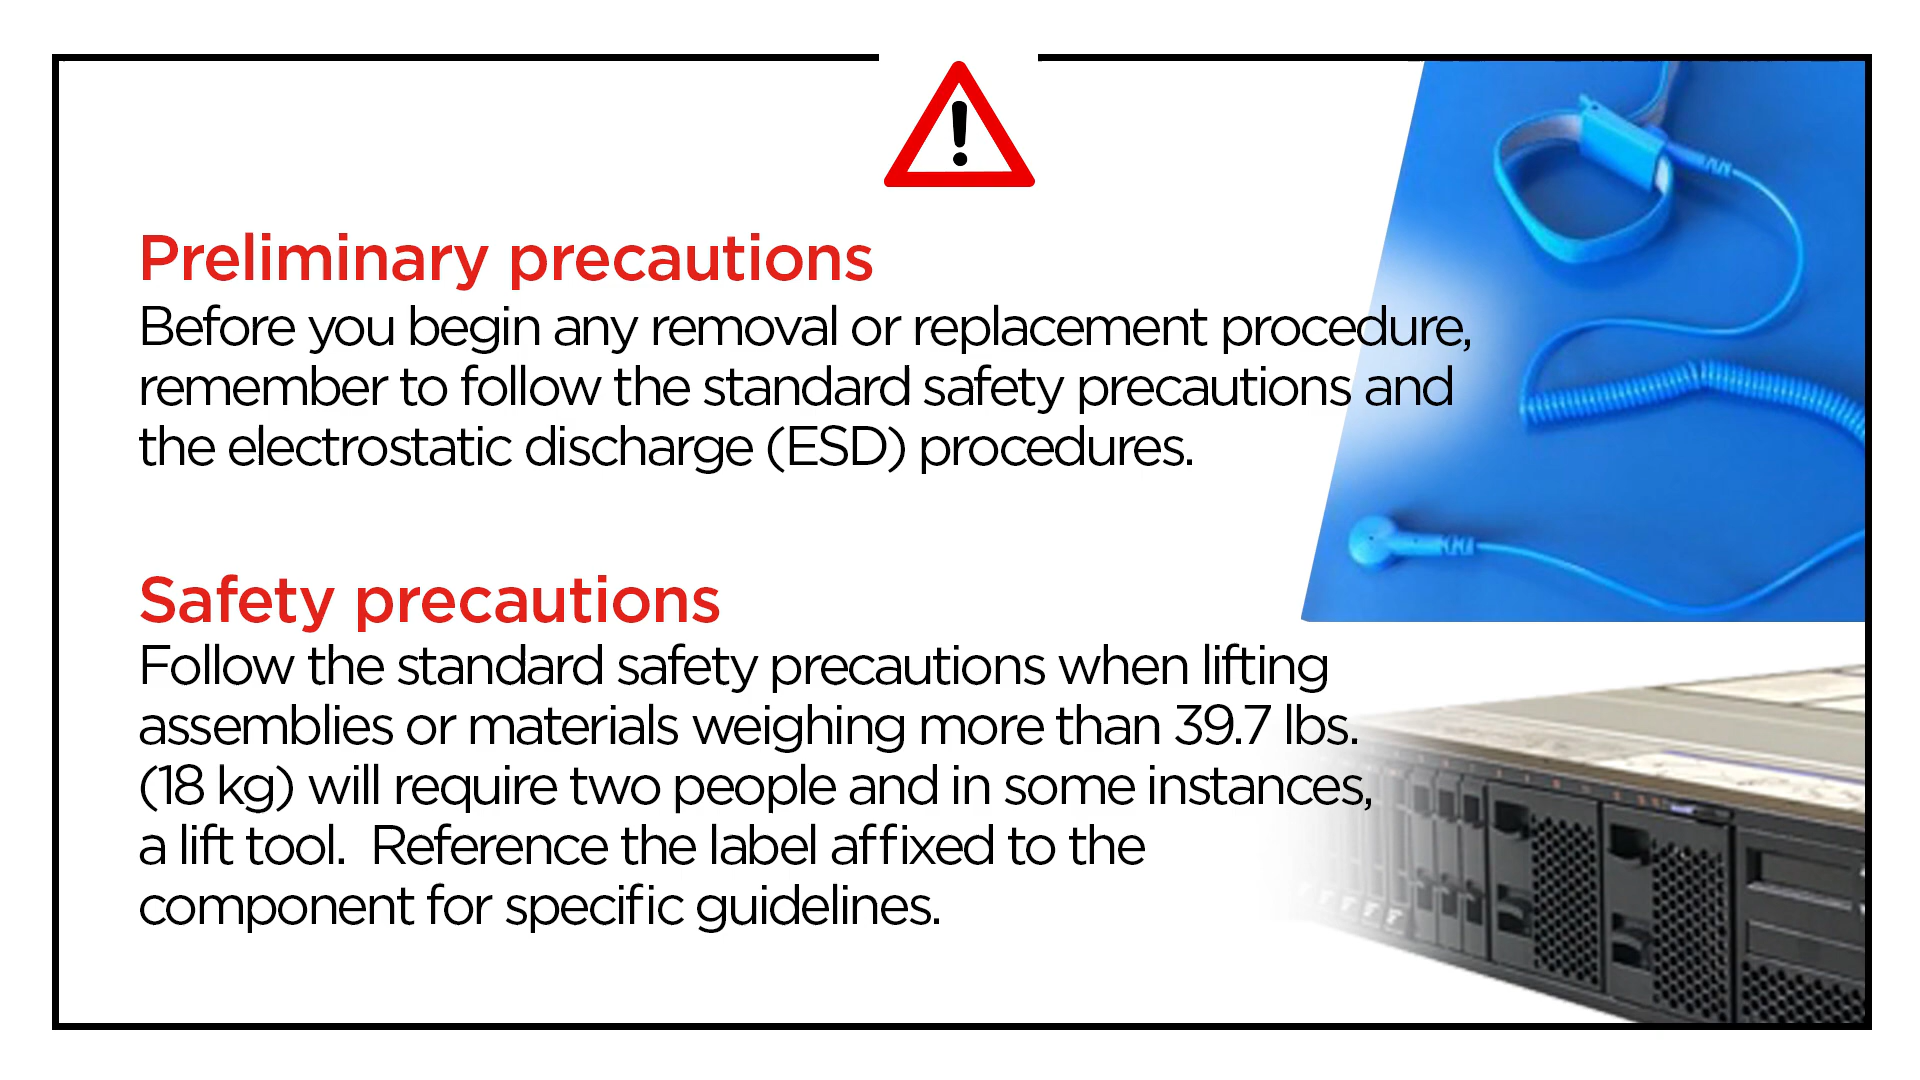 Preliminary precautions
Before you begin any removal or replacement procedure,
remember to follow the standard safety precautions and
the electrostatic discharge (ESD) procedures.
Safety precautions
Follow the standard safety precautions when lifting
assemblies or materials weighing more than 39.7 lbs.
(18 kg) will require two people and in some instances,
a lift tool.  Reference the label affixed to the
component for specific guidelines.